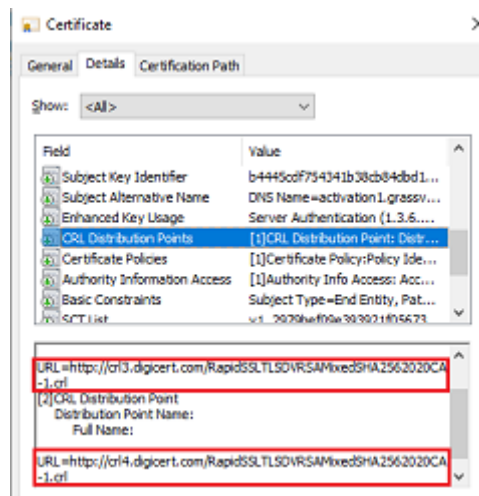 Certificate
General Details Certification Path
Show: <All>
Field Value
Subject Key Identifier b4445cdf754341b38cb84dbd1...
Subject Alternative Name DNS Name=activation1.grassv...
Enhanced Key Usage Server Authentication (1.3.6....
CRL Distribution Points [1]CRL Distribution Point: Distr...
Certificate Policies [1]Certificate Policy:Policy Ide...
Authority Information Access [1]Authority Info Access: Acc...
Basic Constraints Subject Type=End Entity, Pat...
SCT List v1, 2979bef09e393921f05673
URL=http://crl3.digicert.com/RapidSSLTLSDVRSAMixedSHA2562020CA
-1.crl
[2]CRL Distribution Point
Distribution Point Name:
Full Name:
URL=http://crl4.digicert.com/RapidSSLTLSDVRSAMixedSHA2562020CA
-1.crl